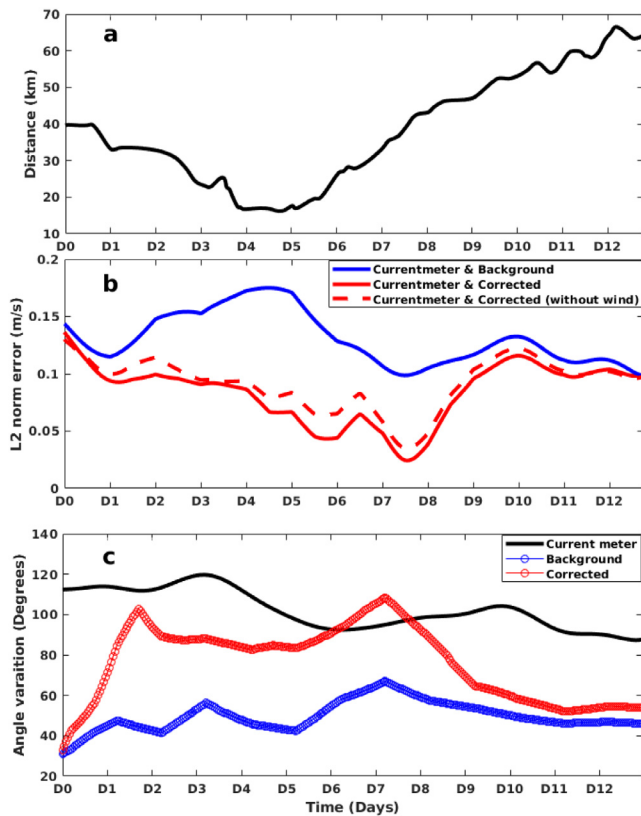 70
60
50
40
30
20
10
Distance (km)
a
D0 D1 D2 D3 D4 D5 D6 D7 D8 D9 D10 D11 D12
0.2
0.15
0.1
0.05
0
L2 norm error (m/s)
b
Currentmeter & Background
Currentmeter & Corrected
Currentmeter & Corrected (without wind)
D0 D1 D2 D3 D4 D5 D6 D7 D8 D9 D10 D11 D12
140
120
100
80
60
40
20
Angle varaition (Degrees)
c
Current meter
Background
Corrected
D0 D1 D2 D3 D4 D5 D6 D7 D8 D9 D10 D11 D12
Time (Days)